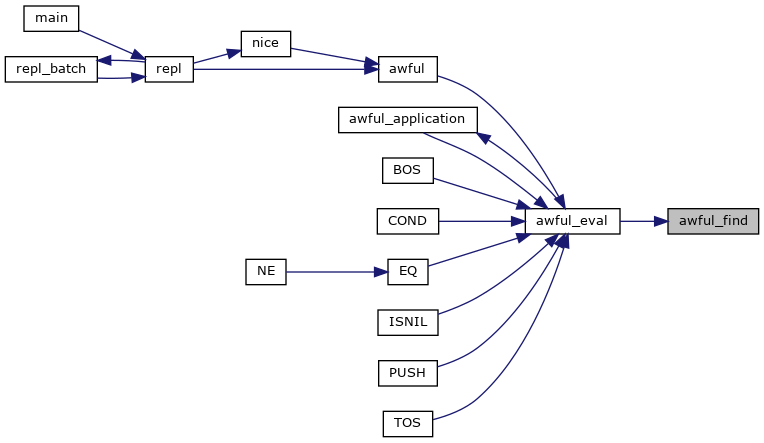 main
nice
repl_batch
repl
awful
awful_application
BOS
COND
awful_eval
awful_find
NE
EQ
ISNIL
PUSH
TOS